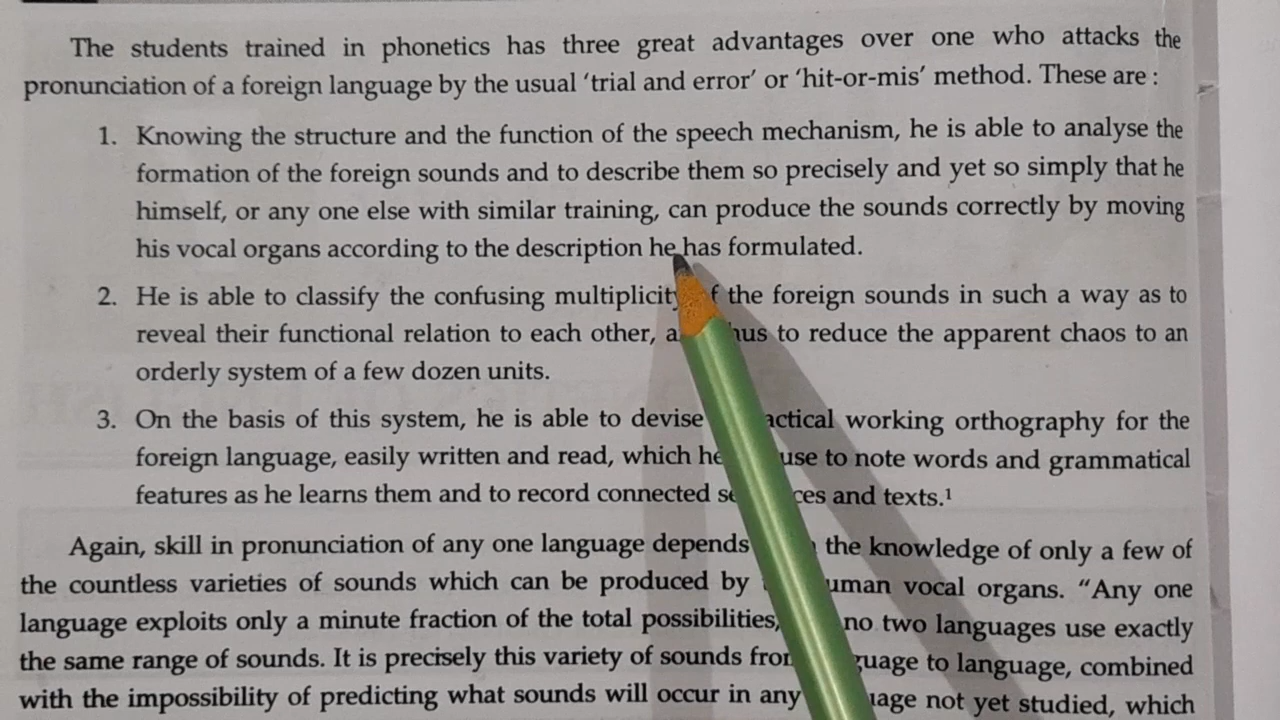 The students trained in phonetics has three great advantages over one who attacks the
pronunciation of a foreign language by the usual ‘trial and error’ or ‘hit-or-mis’ method. These are :
1. Knowing the structure and the function of the speech mechanism, he is able to analyse the
formation of the foreign sounds and to describe them so precisely and yet so simply that he
himself, or any one else with similar training, can produce the sounds correctly by moving
his vocal organs according to the description he has formulated.
2. He is able to classify the confusing multiplicity the foreign sounds in such a way as to
reveal their functional relation to each other, to reduce the apparent chaos to an
orderly system of a few dozen units.
3. On the basis of this system, he is able to devise working orthography for the
foreign language, easily written and read, which he use to note words and grammatical
features as he learns them and to record connected and texts.¹
Again, skill in pronunciation of any one language depends the knowledge of only a few of
the countless varieties of sounds which can be produced by human vocal organs. “Any one
language exploits only a minute fraction of the total possibilities, no two languages use exactly
the same range of sounds. It is precisely this variety of sounds from language to language, combined
with the impossibility of predicting what sounds will occur in any language not yet studied, which